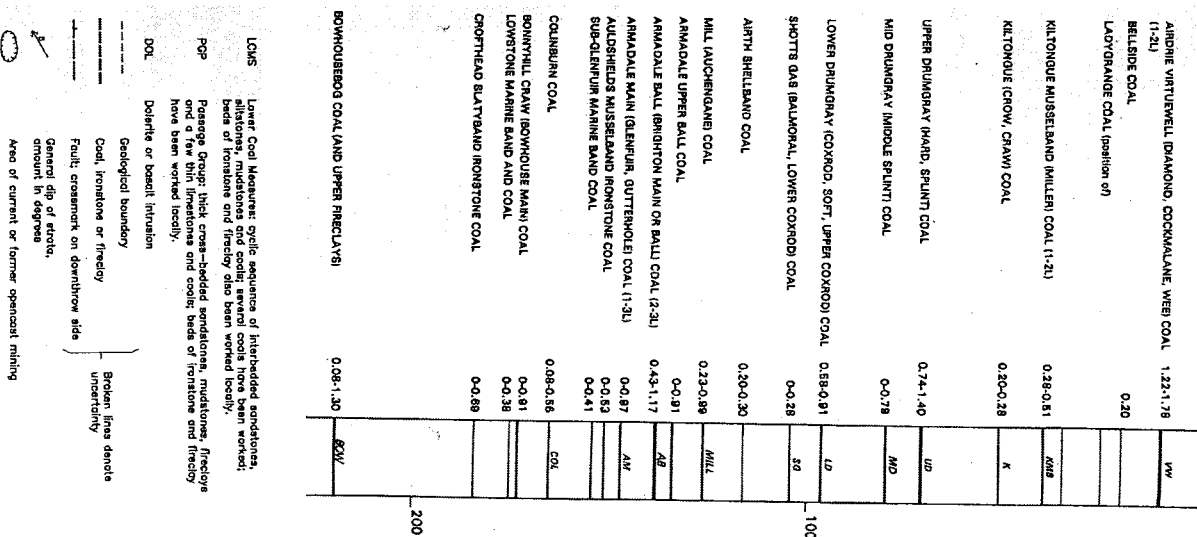 AIRDRIE VIRTUEWELL (DIAMOND, COCKMALANE, WEE) COAL (1-2L) 1.22-1.78 VW
BELLSIDE COAL 0.20
LADYGRANGE COAL (position of)
KILTONGUE MUSSELBAND (MILLER) COAL (1-2L) 0.28-0.51 KMB
KILTONGUE (CROW, CRAW) COAL 0.20-0.28 K
UPPER DRUMGRAY (HARD, SPLINT) COAL 0.74-1.40 UD
MID DRUMGRAY (MIDDLE SPLINT) COAL 0-0.79 MD
LOWER DRUMGRAY (COXROD, SOFT, UPPER COXROD) COAL 0.58-0.91 LD
100
SHOTTS GAS (BALMORAL, LOWER COXROD) COAL 0-0.28 SG
AIRTH SHELLBAND COAL 0.20-0.30
MILL (AUCHENGANE) COAL 0.23-0.99 MILL
ARMADALE UPPER BALL COAL 0-0.91
ARMADALE BALL (BRIGHTON MAIN OR BALL) COAL (2-3L) 0.43-1.17 AB
ARMADALE MAIN (GLENFUIR, GUTTERHOLE) COAL (1-3L) 0-0.97 AM
AULDSHIELDS MUSSELBAND IRONSTONE COAL 0-0.53
SUB-GLENFUIR MARINE BAND COAL 0-0.41
COLINBURN COAL 0.08-0.56 COL
BONNYHILL CRAW (BOWHOUSE MAIN) COAL 0-0.91
LOWSTONE MARINE BAND AND COAL 0-0.38
CROFTHEAD SLATYBAND IRONSTONE COAL 0-0.69
200
BOWHOUSEBOG COAL (AND UPPER FIRECLAYS) 0.08-1.30 BOW
LCMS Lower Coal Measures: cyclic sequence of interbedded sandstones,
siltstones, mudstones and coals; several coals have been worked;
beds of ironstone and fireclay also been worked locally.
PGP Passage Group: thick cross-bedded sandstones, mudstones, fireclays
and a few thin limestones and coals; beds of ironstone and fireclay
have been worked locally.
DOL Dolerite or basalt intrusion
Geological boundary
Coal, ironstone or fireclay
Fault; crossmark on downthrow side
Broken lines denote
uncertainty
General dip of strata,
amount in degrees
Area of current or former opencast mining